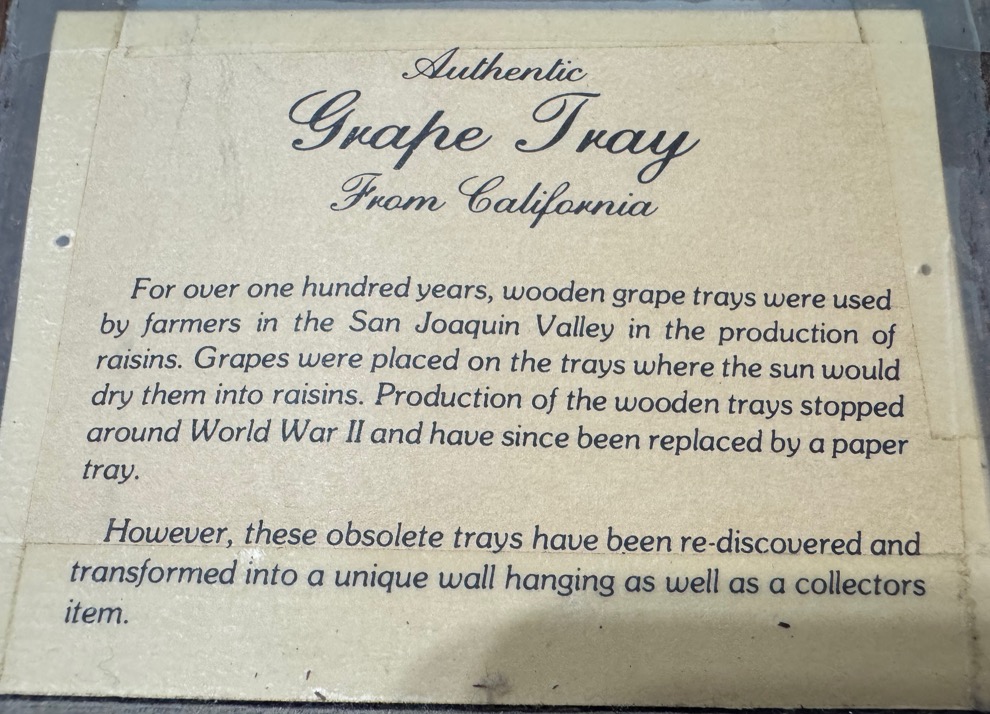 Authentic
Grape Tray
From California
For over one hundred years, wooden grape trays were used
by farmers in the San Joaquin Valley in the production of
raisins. Grapes were placed on the trays where the sun would
dry them into raisins. Production of the wooden trays stopped
around World War II and have since been replaced by a paper
tray.
However, these obsolete trays have been re-discovered and
transformed into a unique wall hanging as well as a collectors
item.